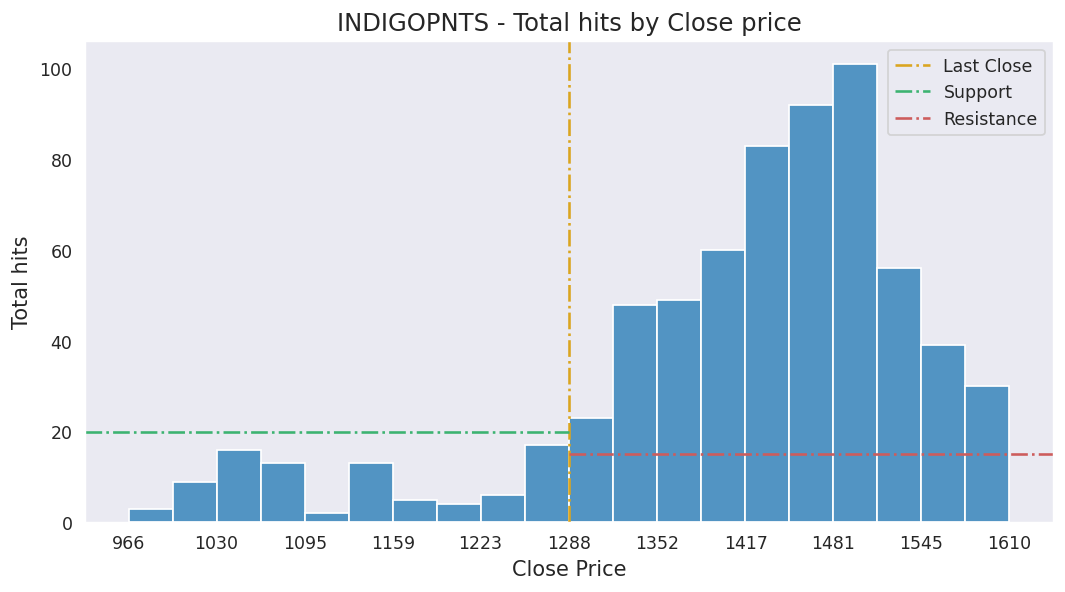 INDIGOPNTS - Total hits by Close price
Last Close
Support
Resistance
Total hits
100
80
60
40
20
0
966 1030 1095 1159 1223 1288 1352 1417 1481 1545 1610
Close Price